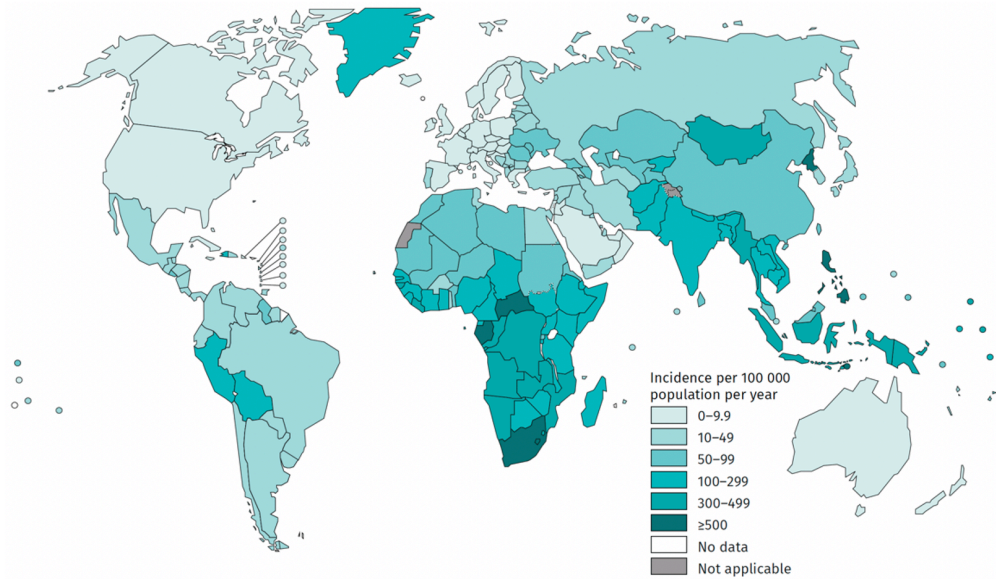 Incidence per 100 000
population per year
0–9.9
10–49
50–99
100–299
300–499
≥500
No data
Not applicable